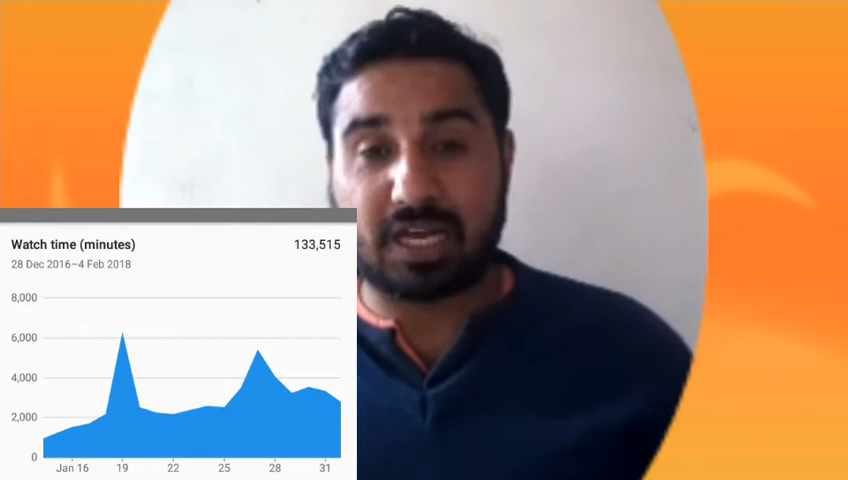 Watch time (minutes) 133,515
28 Dec 2016–4 Feb 2018
8,000
6,000
4,000
2,000
0
Jan 16 19 22 25 28 31